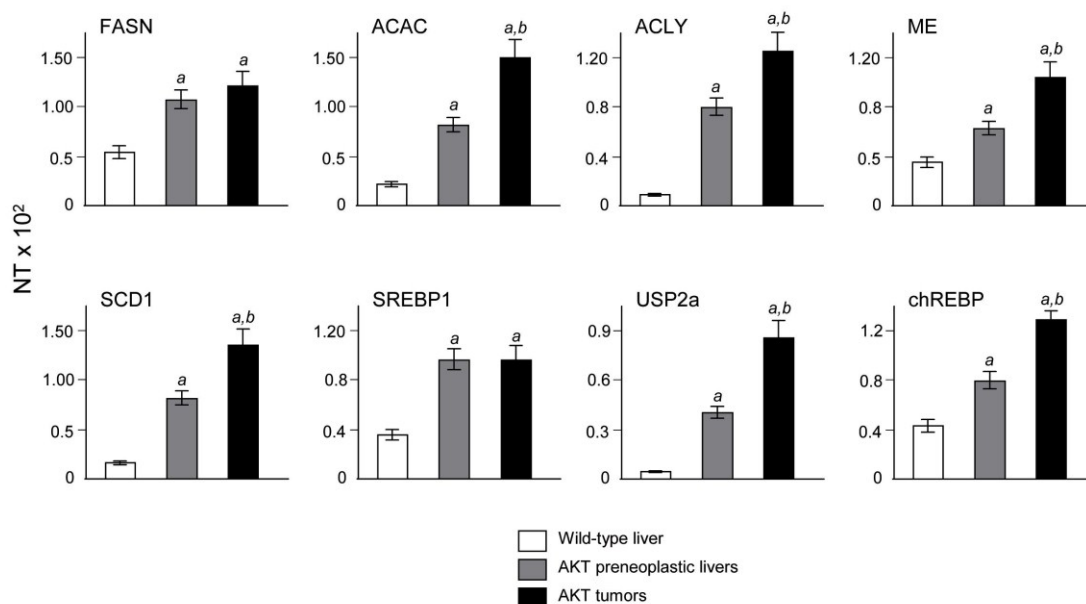 FASN
1.50
1.00
0.5
0
a
a
ACAC
1.50
1.00
0.5
0
a
a,b
ACLY
1.20
0.8
0.4
0
a
a,b
ME
1.20
0.8
0.5
0
a
a,b
NT x 10²
SCD1
1.50
1.00
0.5
0
a
a,b
SREBP1
1.20
0.8
0.4
0
a
a
USP2a
0.9
0.6
0.3
0
a
a,b
chREBP
1.2
0.8
0.4
0
a
a,b
Wild-type liver
AKT preneoplastic livers
AKT tumors